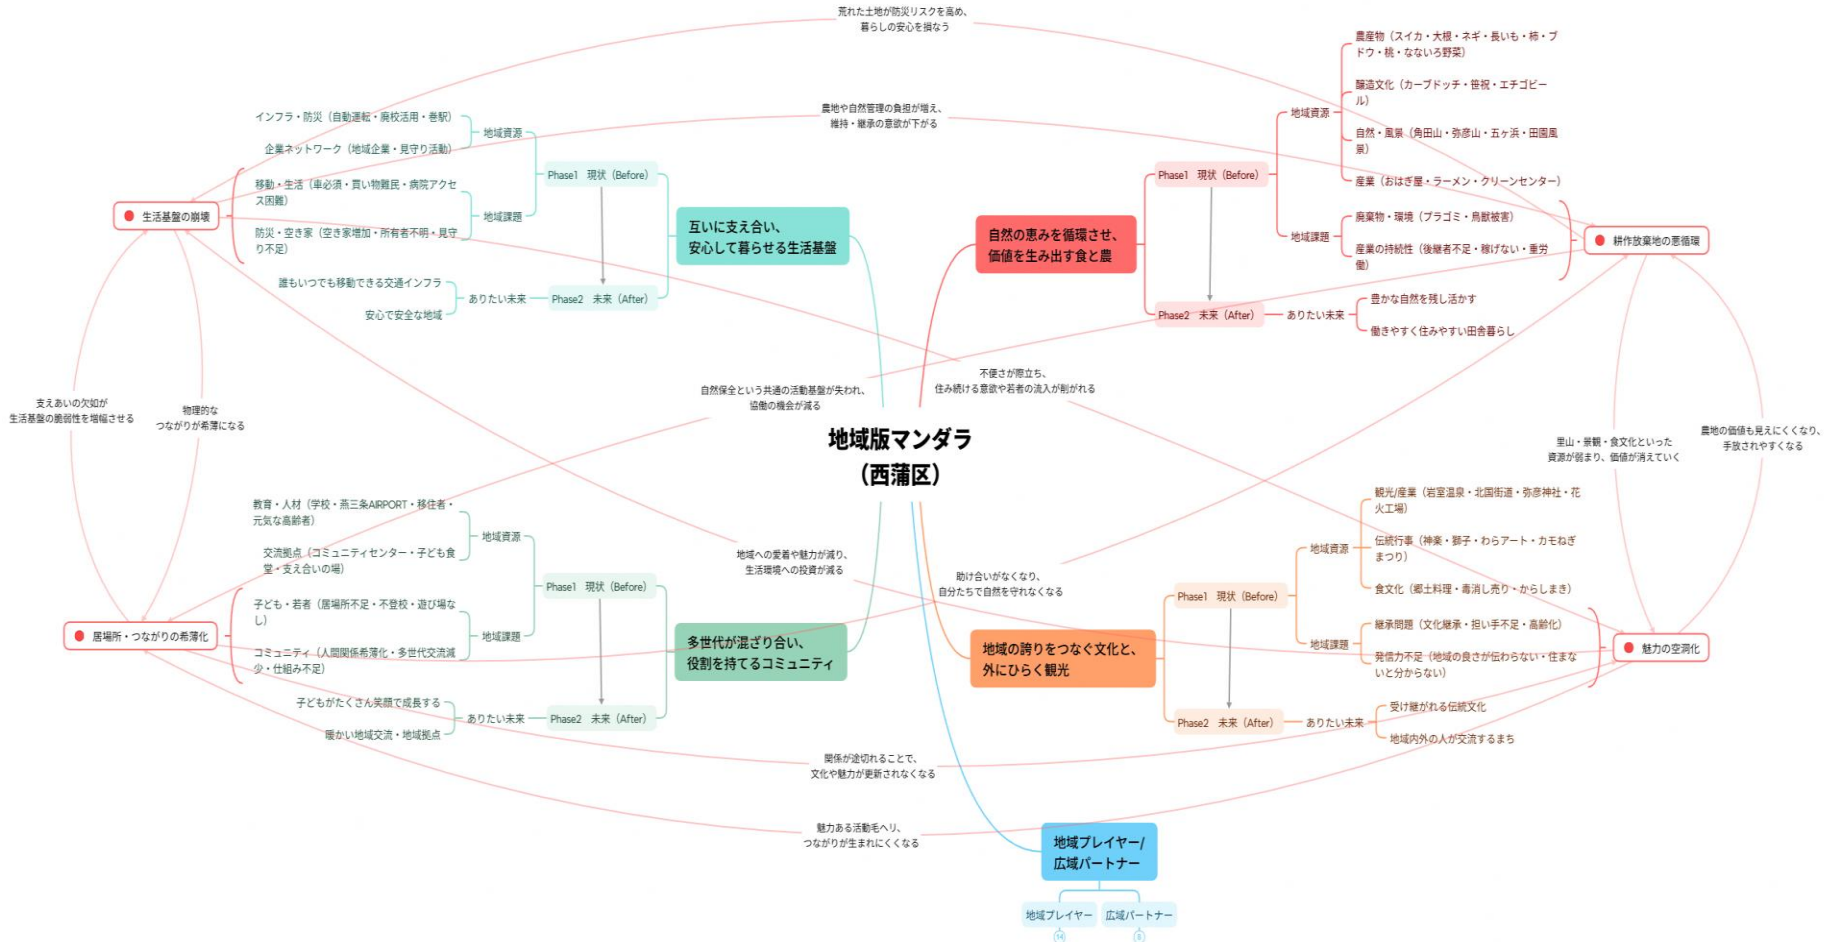 荒れた土地が防災リスクを高め、
暮らしの安心を損なう
農地や自然管理の負担が増え、
維持・継承の意欲が下がる
インフラ・防災（自動運転・廃校活用・巻駅）
企業ネットワーク（地域企業・見守り活動）
地域資源
移動・生活（車必須・買い物難民・病院アクセ
ス困難）
防災・空き家（空き家増加・所有者不明・見守
り不足）
地域課題
Phase1　現状（Before）
生活基盤の崩壊
誰もいつでも移動できる交通インフラ
安心で安全な地域
ありたい未来
Phase2　未来（After）
互いに支え合い、
安心して暮らせる生活基盤
農産物（スイカ・大根・ネギ・長いも・柿・ブ
ドウ・桃・なないろ野菜）
醸造文化（カーブドッチ・笹祝・エチゴビー
ル）
自然・風景（角田山・弥彦山・五ヶ浜・田園風
景）
産業（おはぎ屋・ラーメン・クリーンセンター）
地域資源
廃棄物・環境（プラゴミ・鳥獣被害）
産業の持続性（後継者不足・稼げない・重労
働）
地域課題
Phase1　現状（Before）
耕作放棄地の悪循環
自然の恵みを循環させ、
価値を生み出す食と農
Phase2　未来（After）
ありたい未来
豊かな自然を残し活かす
働きやすく住みやすい田舎暮らし
支えあいの欠如が
生活基盤の脆弱性を増幅させる
物理的な
つながりが希薄になる
自然保全という共通の活動基盤が失われ、
協働の機会が減る
不便さが際立ち、
住み続ける意欲や若者の流入が削がれる
里山・景観・食文化といった
資源が弱まり、価値が消えていく
農地の価値も見えにくくなり、
手放されやすくなる
地域版マンダラ
（西蒲区）
教育・人材（学校・燕三条AIRPORT・移住者・
元気な高齢者）
交流拠点（コミュニティセンター・子ども食
堂・支え合いの場）
地域資源
子ども・若者（居場所不足・不登校・遊び場な
し）
コミュニティ（人間関係希薄化・多世代交流減
少・仕組み不足）
地域課題
Phase1　現状（Before）
居場所・つながりの希薄化
子どもがたくさん笑顔で成長する
暖かい地域交流・地域拠点
ありたい未来
Phase2　未来（After）
多世代が混ざり合い、
役割を持てるコミュニティ
地域への愛着や魅力が減り、
生活環境への投資が減る
助け合いがなくなり、
自分たちで自然を守れなくなる
観光/産業（岩室温泉・北国街道・弥彦神社・花
火工場）
伝統行事（神楽・獅子・わらアート・カモねぎ
まつり）
食文化（郷土料理・毒消し売り・からしまき）
地域資源
継承問題（文化継承・担い手不足・高齢化）
発信力不足（地域の良さが伝わらない・住まな
いと分からない）
地域課題
Phase1　現状（Before）
魅力の空洞化
地域の誇りをつなぐ文化と、
外にひらく観光
Phase2　未来（After）
ありたい未来
受け継がれる伝統文化
地域内外の人が交流するまち
関係が途切れることで、
文化や魅力が更新されなくなる
魅力ある活動毛ヘリ、
つながりが生まれにくくなる
地域プレイヤー/
広域パートナー
地域プレイヤー
広域パートナー
14